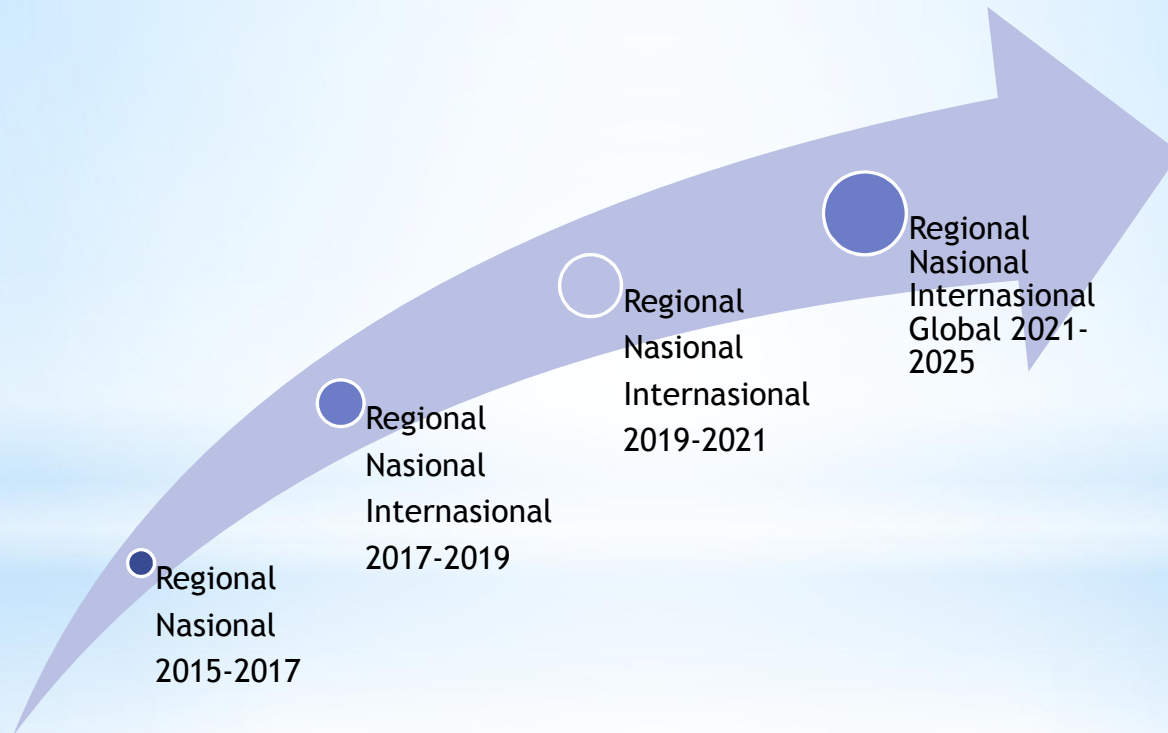 Regional
Nasional
2015-2017
Regional
Nasional
Internasional
2017-2019
Regional
Nasional
Internasional
2019-2021
Regional
Nasional
Internasional
Global 2021-
2025